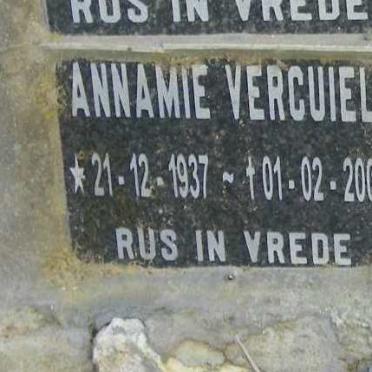 RUS IN VREDE
ANNAMIE VERCUIEL
* 21-12-1937 ~ †01-02-200
RUS IN VREDE